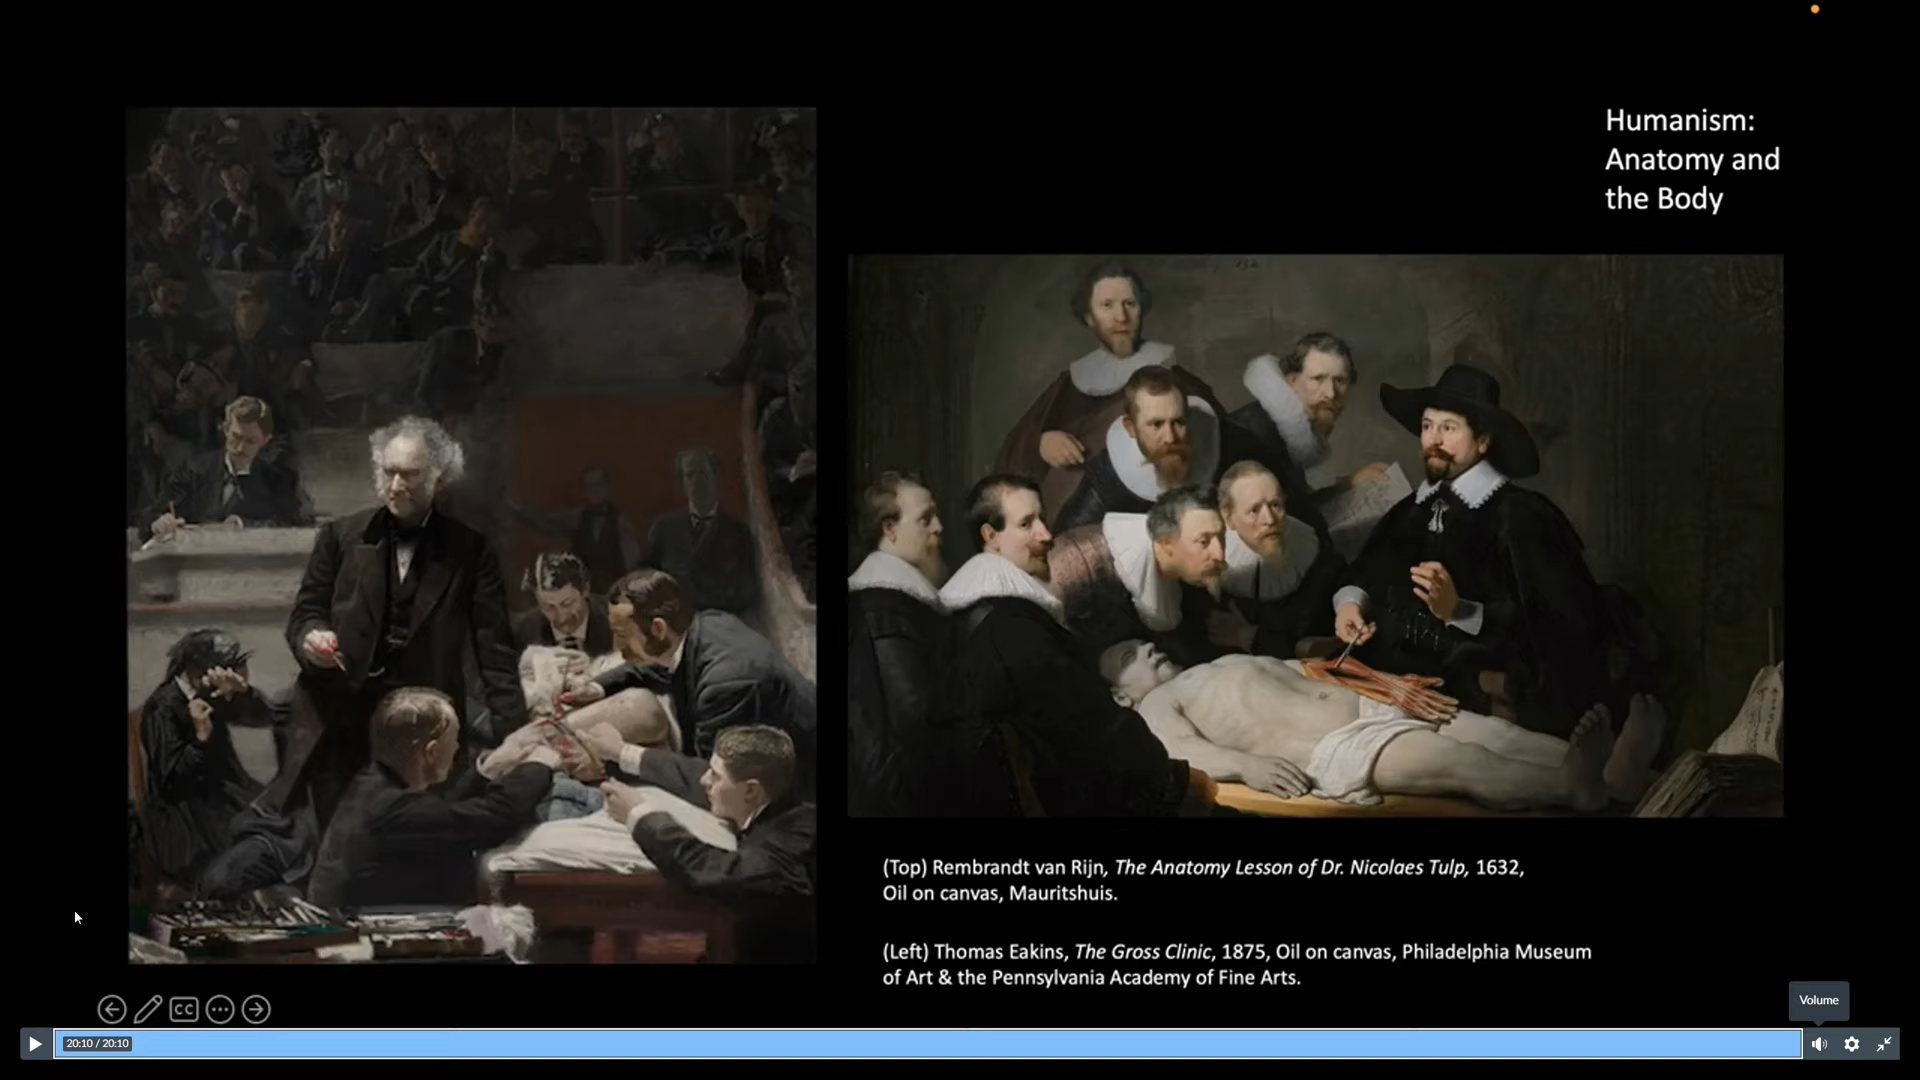 Humanism:
Anatomy and
the Body
(Top) Rembrandt van Rijn, The Anatomy Lesson of Dr. Nicolaes Tulp, 1632,
Oil on canvas, Mauritshuis.
(Left) Thomas Eakins, The Gross Clinic, 1875, Oil on canvas, Philadelphia Museum
of Art & the Pennsylvania Academy of Fine Arts.
CC
Volume
20:10 / 20:10